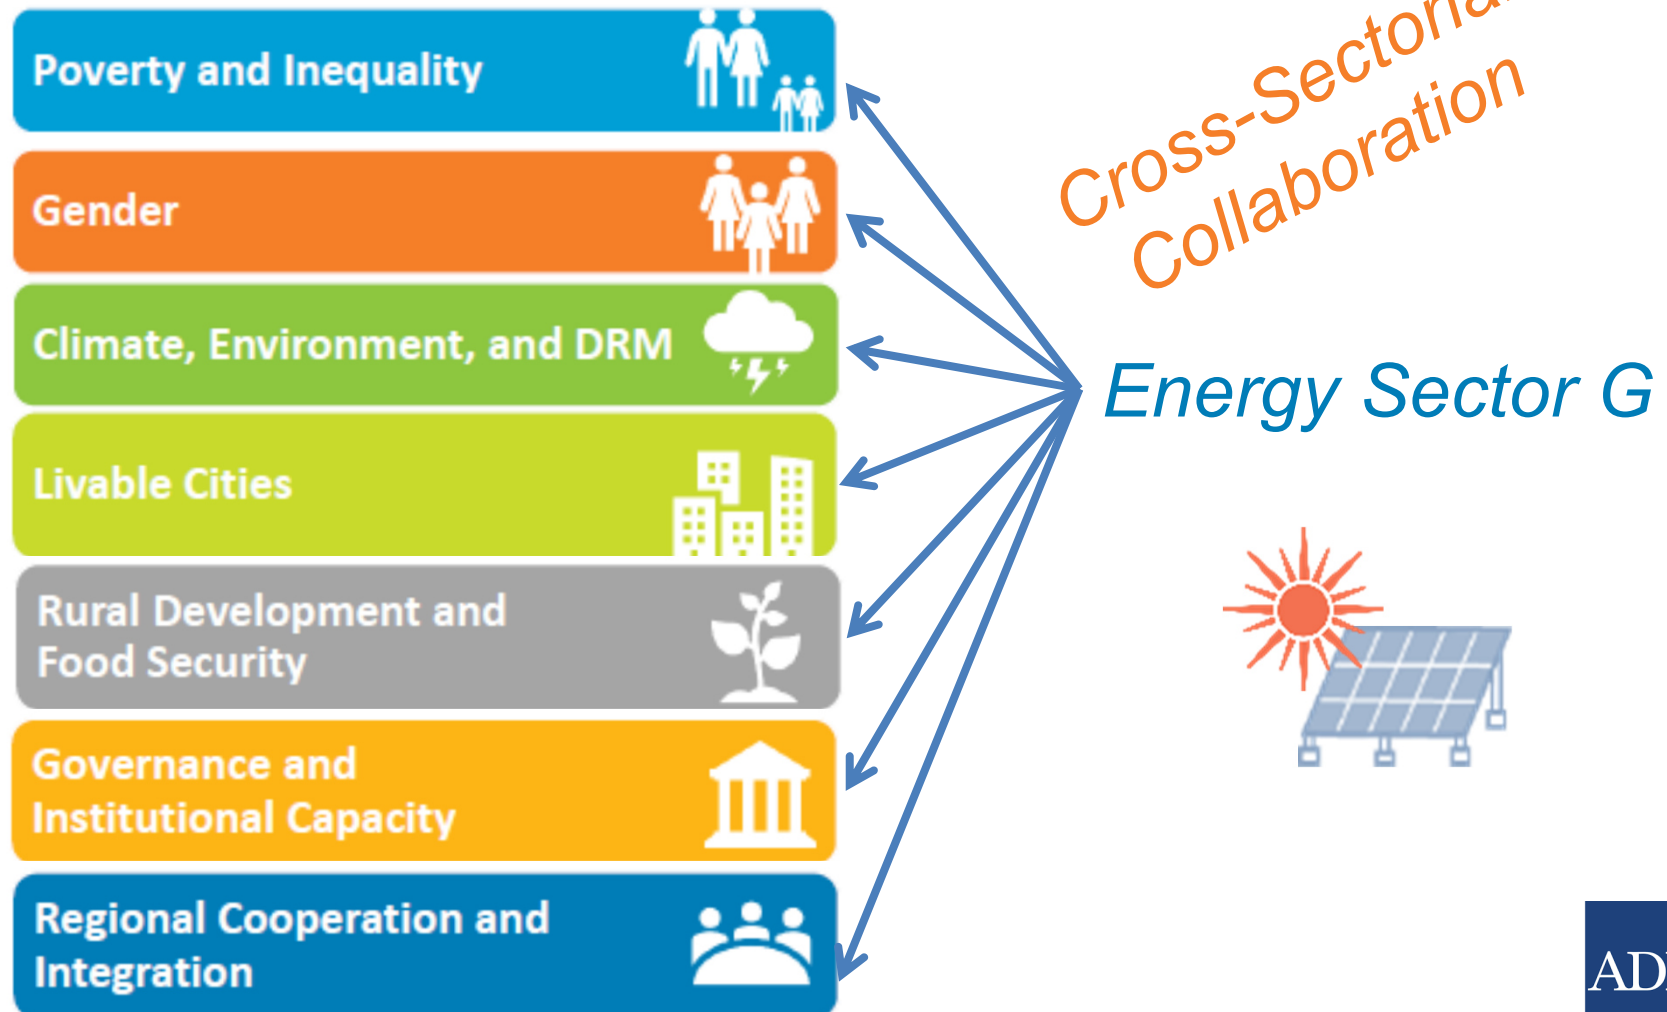 Poverty and Inequality
Gender
Climate, Environment, and DRM
Livable Cities
Rural Development and
Food Security
Governance and
Institutional Capacity
Regional Cooperation and
Integration
Cross-Sectorial
Collaboration
Energy Sector G
AD